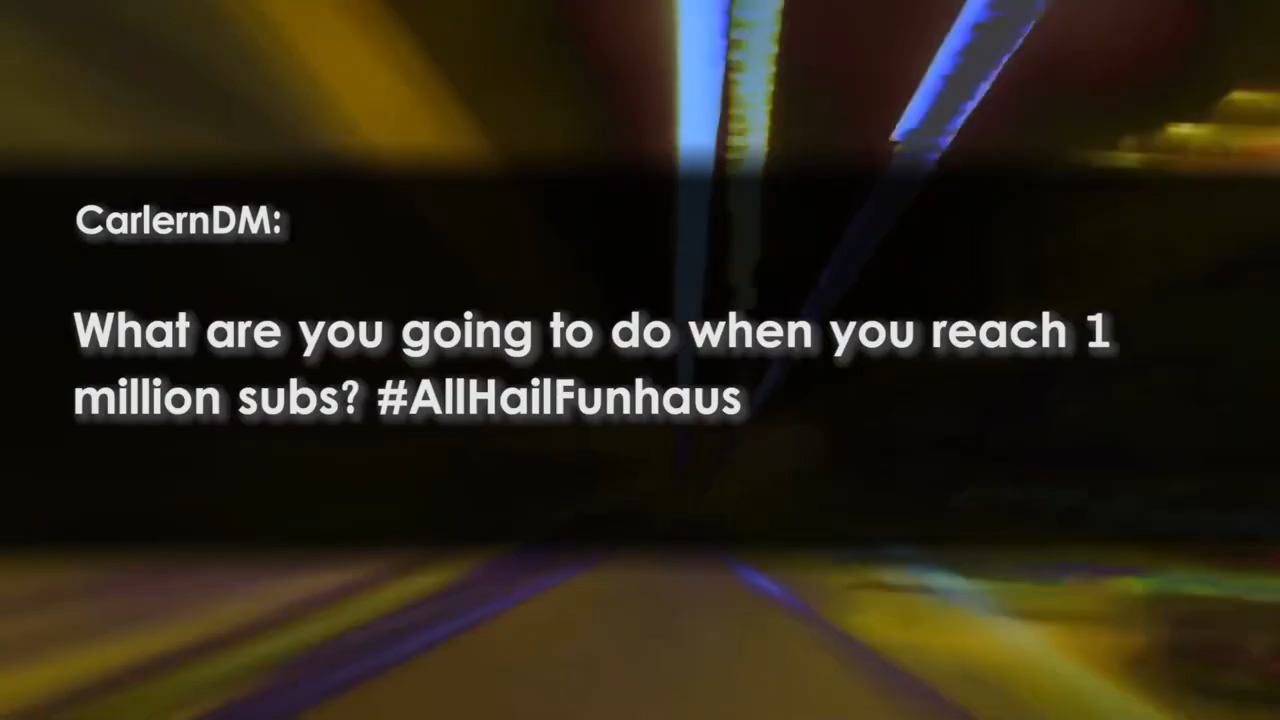 CarlernDM:
What are you going to do when you reach 1
million subs? #AllHailFunhaus